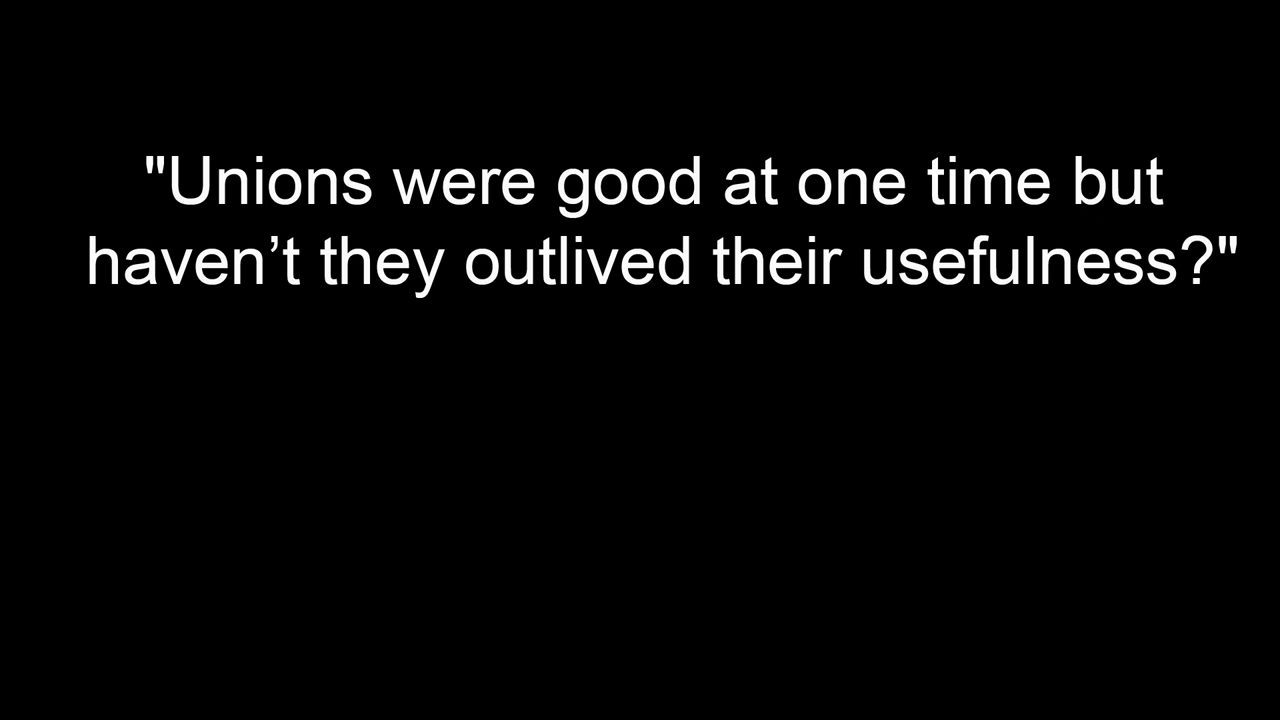 "Unions were good at one time but
haven’t they outlived their usefulness?"